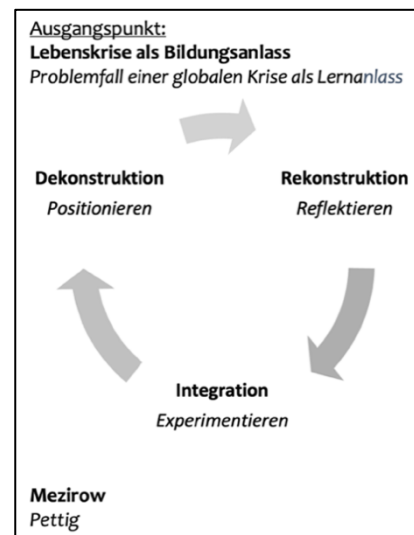 Ausgangspunkt:
Lebenskrise als Bildungsanlass
Problemfall einer globalen Krise als Lernanlass
Dekonstruktion
Positionieren
Rekonstruktion
Reflektieren
Integration
Experimentieren
Mezirow
Pettig